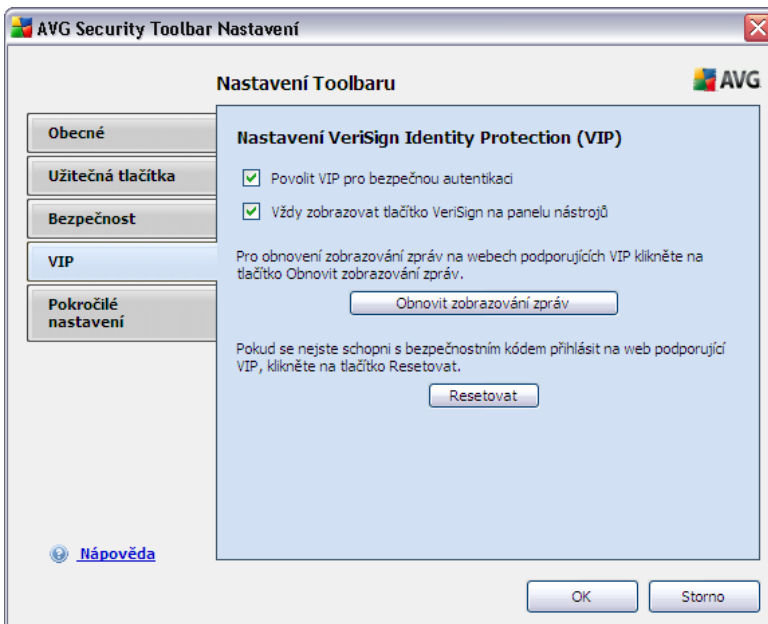 AVG Security Toolbar Nastavení
Nastavení Toolbaru
AVG
Obecné
Užitečná tlačítka
Bezpečnost
VIP
Pokročilé
nastavení
Nastavení VeriSign Identity Protection (VIP)
Povolit VIP pro bezpečnou autentikaci
Vždy zobrazovat tlačítko VeriSign na panelu nástrojů
Pro obnovení zobrazování zpráv na webech podporujících VIP klikněte na
tlačítko Obnovit zobrazování zpráv.
Obnovit zobrazování zpráv
Pokud se nejste schopni s bezpečnostním kódem přihlásit na web podporující
VIP, klikněte na tlačítko Resetovat.
Resetovat
Nápověda
OK
Storno